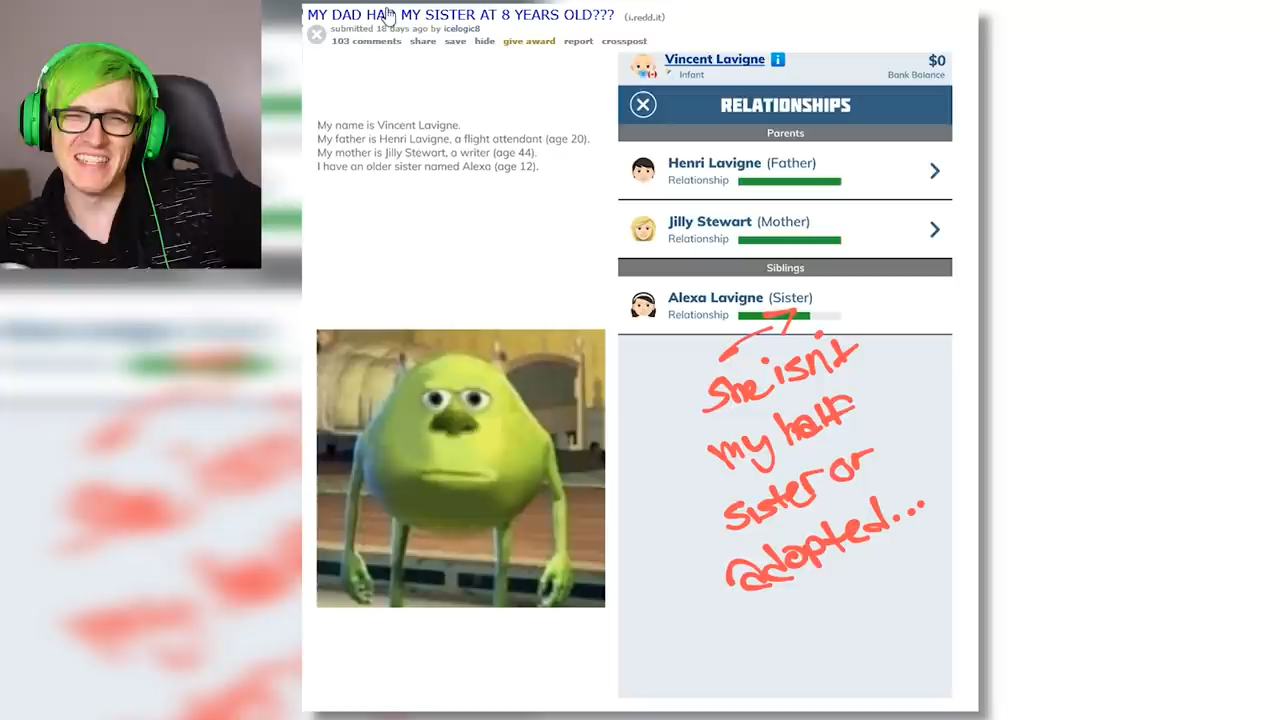 MY DAD HAD MY SISTER AT 8 YEARS OLD??? (i.redd.it)
submitted 18 days ago by icelogic8
103 comments share save hide give award report crosspost
My name is Vincent Lavigne.
My father is Henri Lavigne, a flight attendant (age 20).
My mother is Jilly Stewart, a writer (age 44).
I have an older sister named Alexa (age 12).
Vincent Lavigne i $0
Infant Bank Balance
RELATIONSHIPS
Parents
Henri Lavigne (Father)
Relationship
Jilly Stewart (Mother)
Relationship
Siblings
Alexa Lavigne (Sister)
Relationship
she isn't
my half
sister or
adopted...